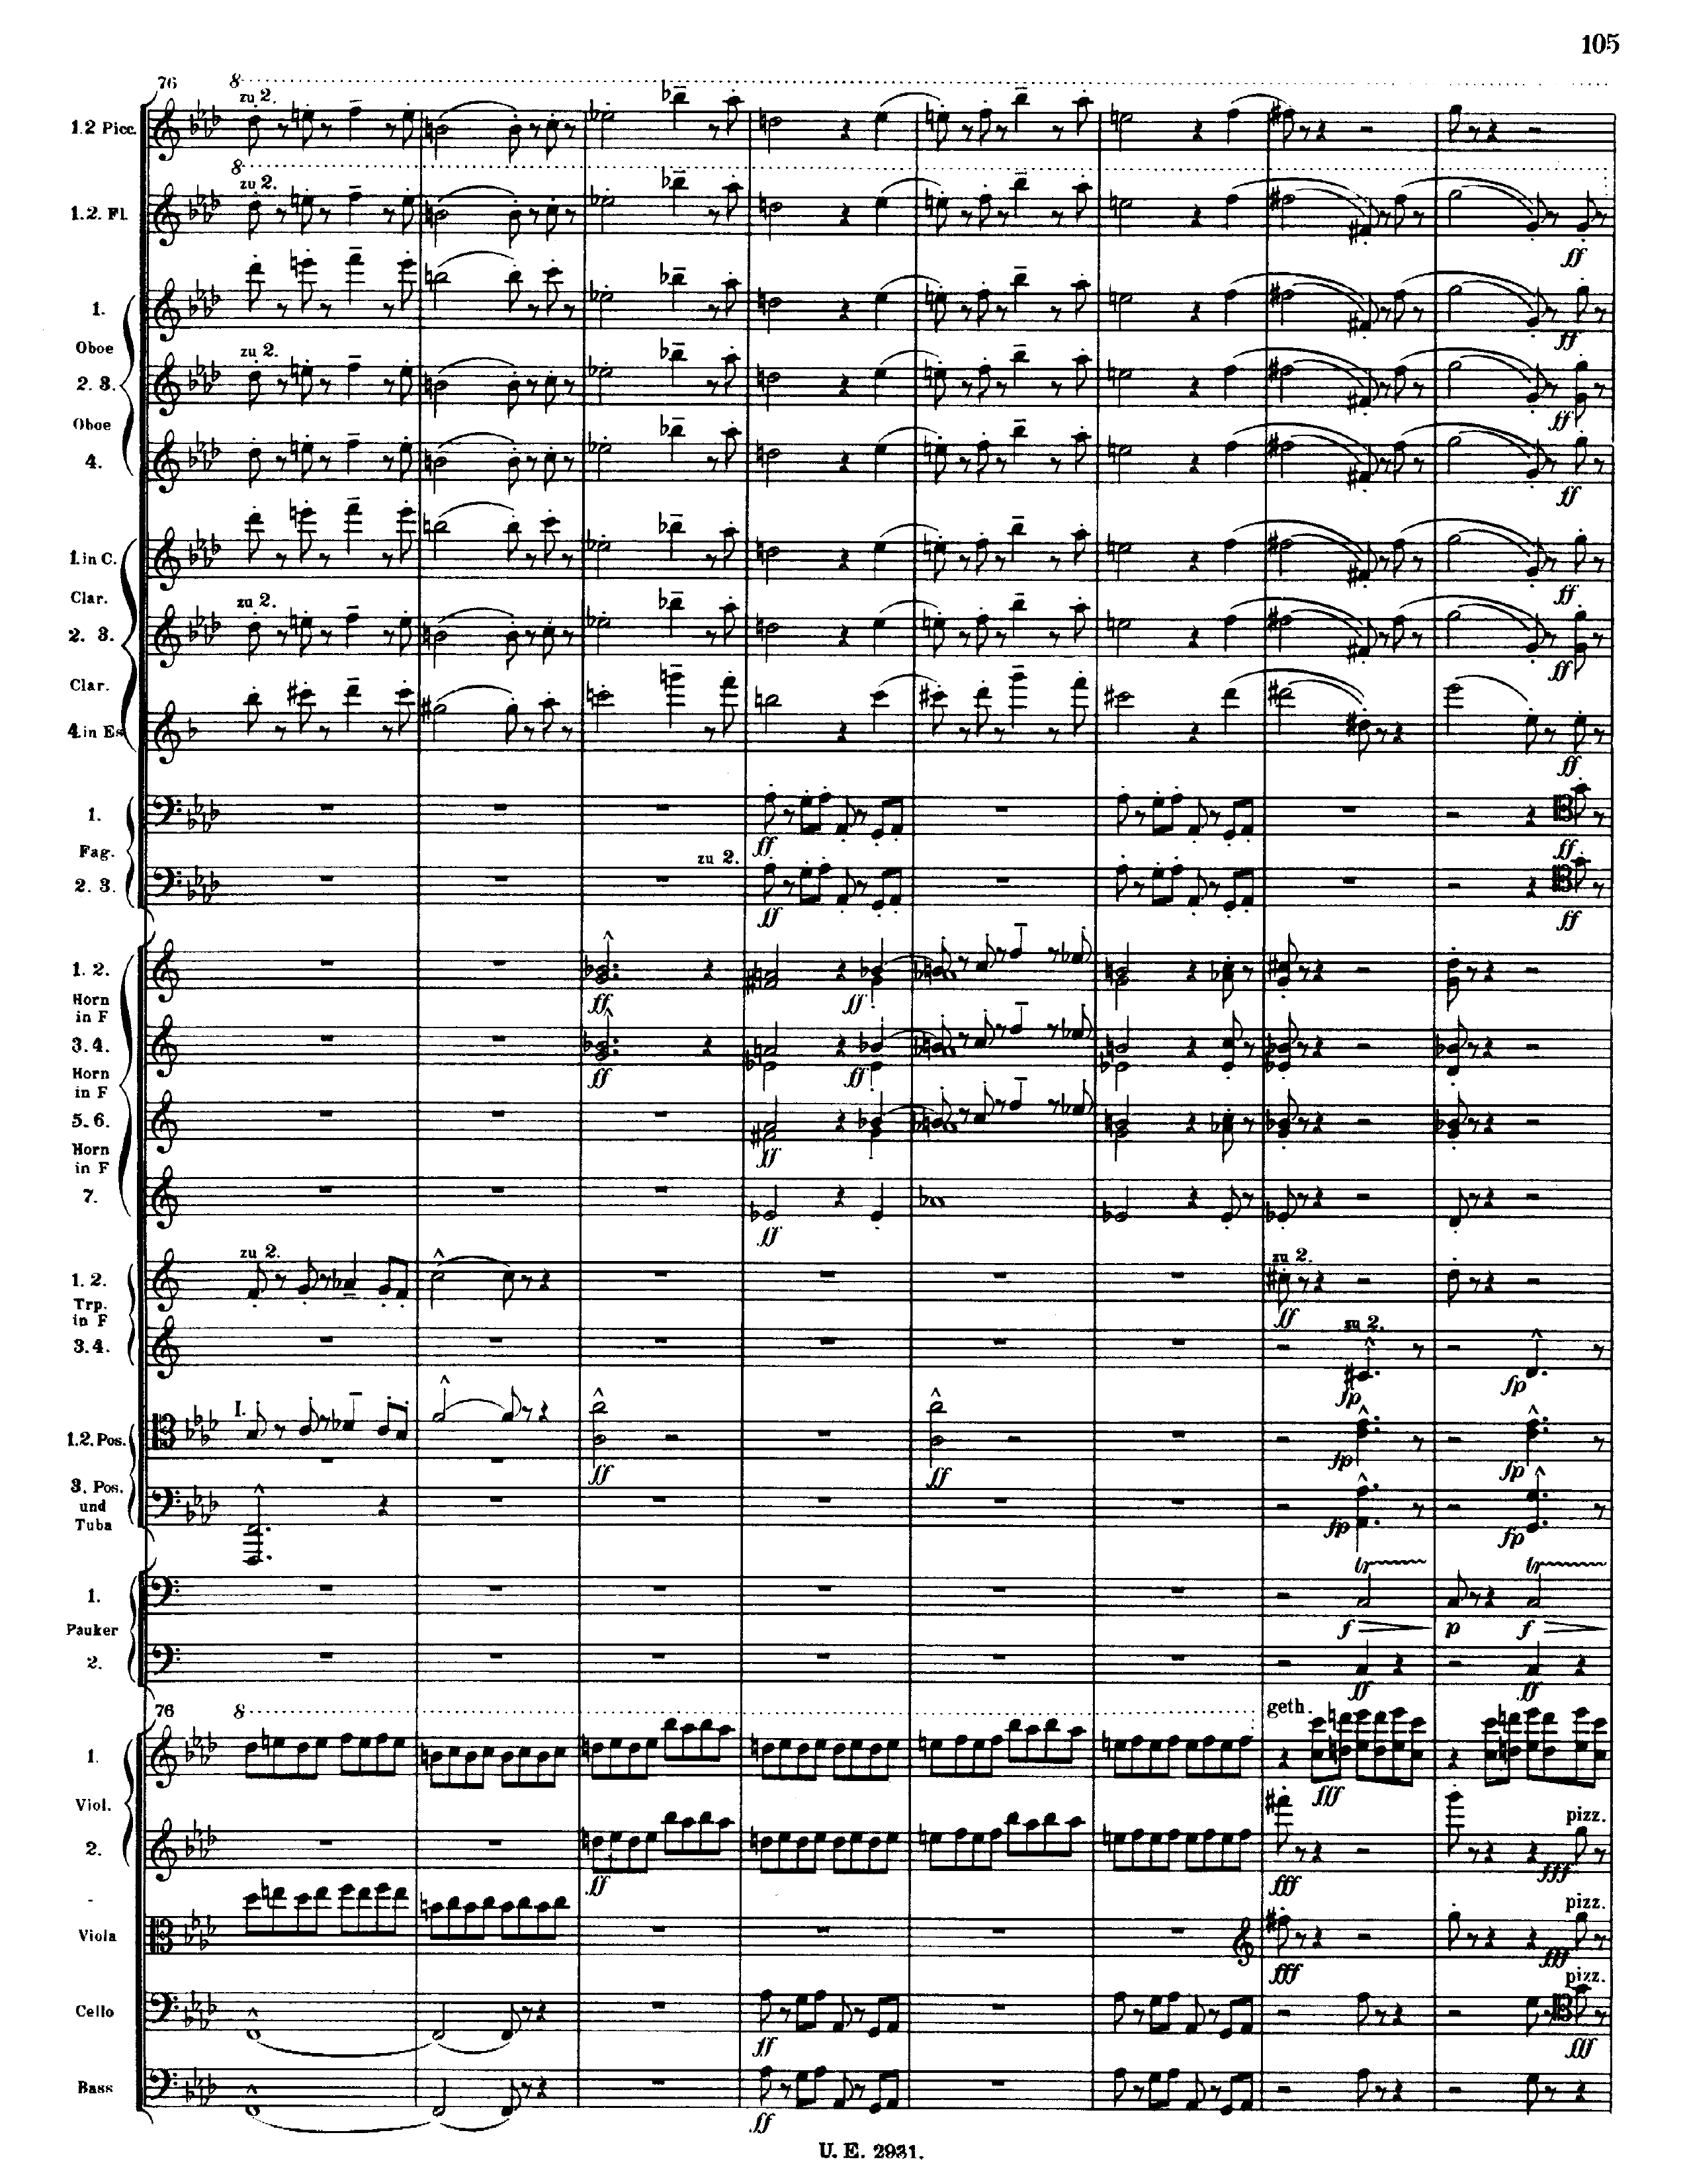 105
76
8
zu 2.
1.2 Picc.
8
zu 2.
1. 2. Fl.
1.
Oboe
zu 2.
2. 3.
Oboe
4.
1. in C.
Clar.
zu 2.
2. 3.
Clar.
4. in Es
ff
ff
ff
ff
ff
ff
ff
1.
ff
ff
Fag.
zu 2.
2. 3.
ff
ff
1. 2.
ff
ff
Horn
in F
3. 4.
ff
ff
Horn
in F
5. 6.
ff
Horn
in F
7.
ff
zu 2.
zu 2.
1. 2.
ff
Trp.
in F
zu 2.
3. 4.
fp
fp
I.
1. 2. Pos.
ff
ff
fp
fp
3. Pos.
und
Tuba
fp
fp
tr
tr
1.
f
p
f
Pauker
2.
ff
ff
76
8
geth.
1.
fff
Viol.
pizz.
2.
ff
fff
fff
pizz.
Viola
fff
fff
pizz.
Cello
ff
fff
Bass
ff
U. E. 2931.